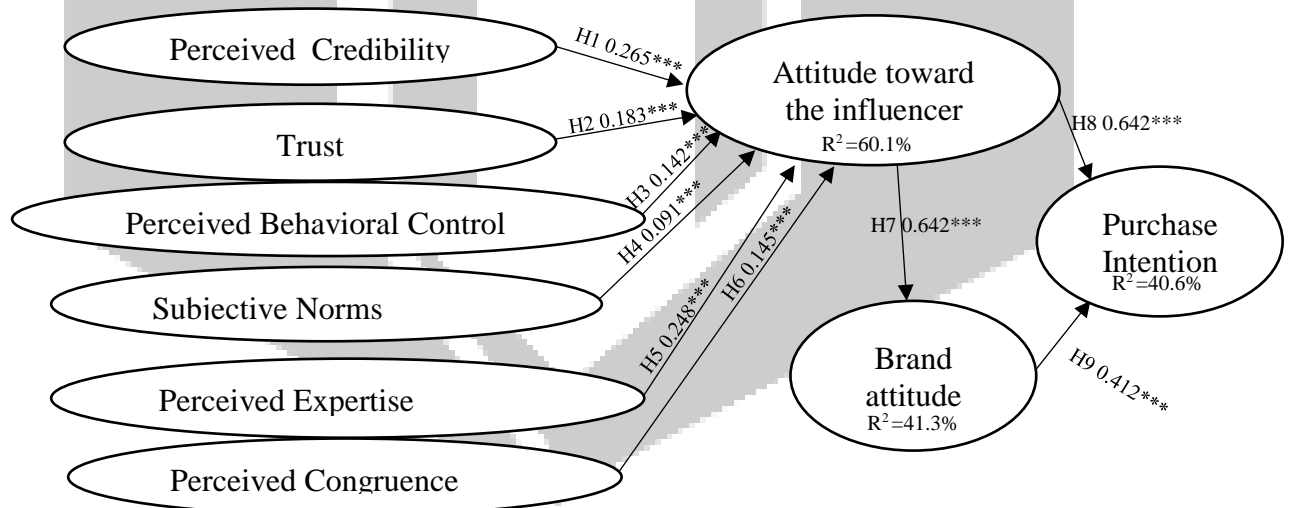 Perceived Credibility
H1 0.265***
Attitude toward
the influencer
R²=60.1%
Trust
H2 0.183***
H3 0.142***
H8 0.642***
Perceived Behavioral Control
H4 0.091***
H7 0.642***
Purchase
Intention
R²=40.6%
Subjective Norms
H5 0.248***
H6 0.145***
Brand
attitude
R²=41.3%
H9 0.412***
Perceived Expertise
Perceived Congruence